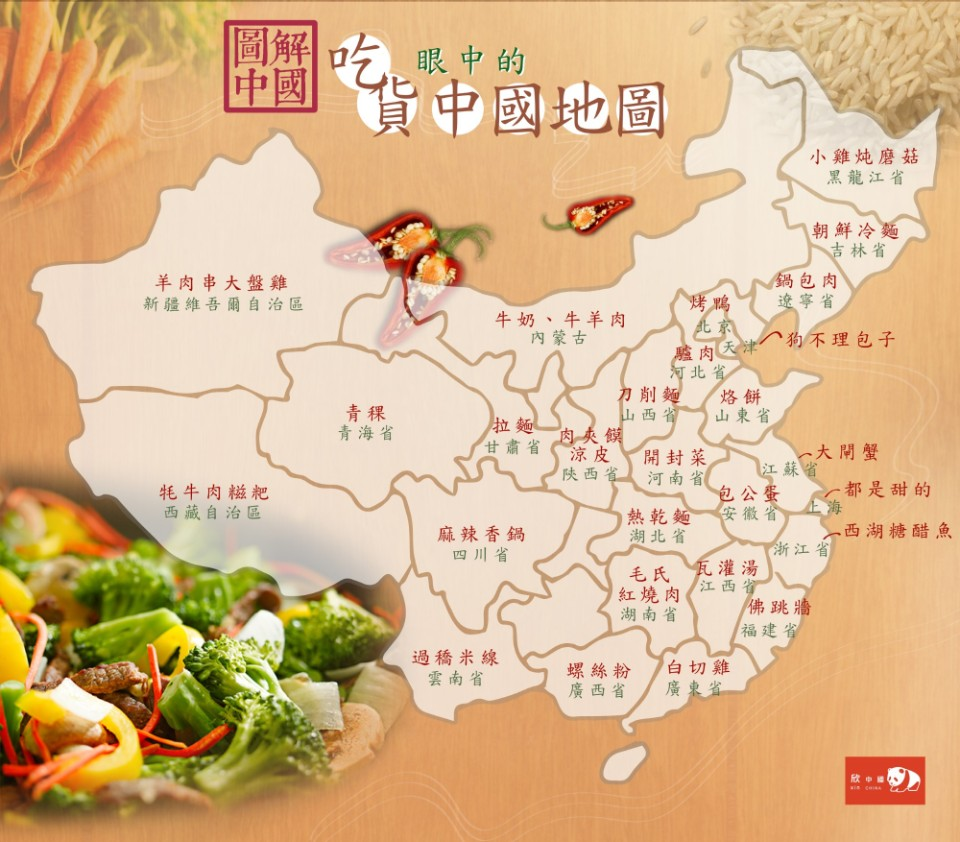 圖解
中國
吃貨
眼中的
中國地圖
小雞炖磨菇
黑龍江省
朝鮮冷麵
吉林省
鍋包肉
遼寧省
羊肉串大盤雞
新疆維吾爾自治區
牛奶、牛羊肉
內蒙古
烤鴨
北京
天津
狗不理包子
驢肉
河北省
刀削麵
山西省
烙餅
山東省
青稞
青海省
拉麵
甘肅省
肉夾饃
涼皮
陝西省
開封菜
河南省
大閘蟹
江蘇省
包公蛋
安徽省
都是甜的
上海
西湖糖醋魚
浙江省
牦牛肉糍粑
西藏自治區
麻辣香鍋
四川省
熱乾麵
湖北省
毛氏
紅燒肉
湖南省
瓦灌湯
江西省
佛跳牆
福建省
過橋米線
雲南省
螺絲粉
廣西省
白切雞
廣東省
欣中國